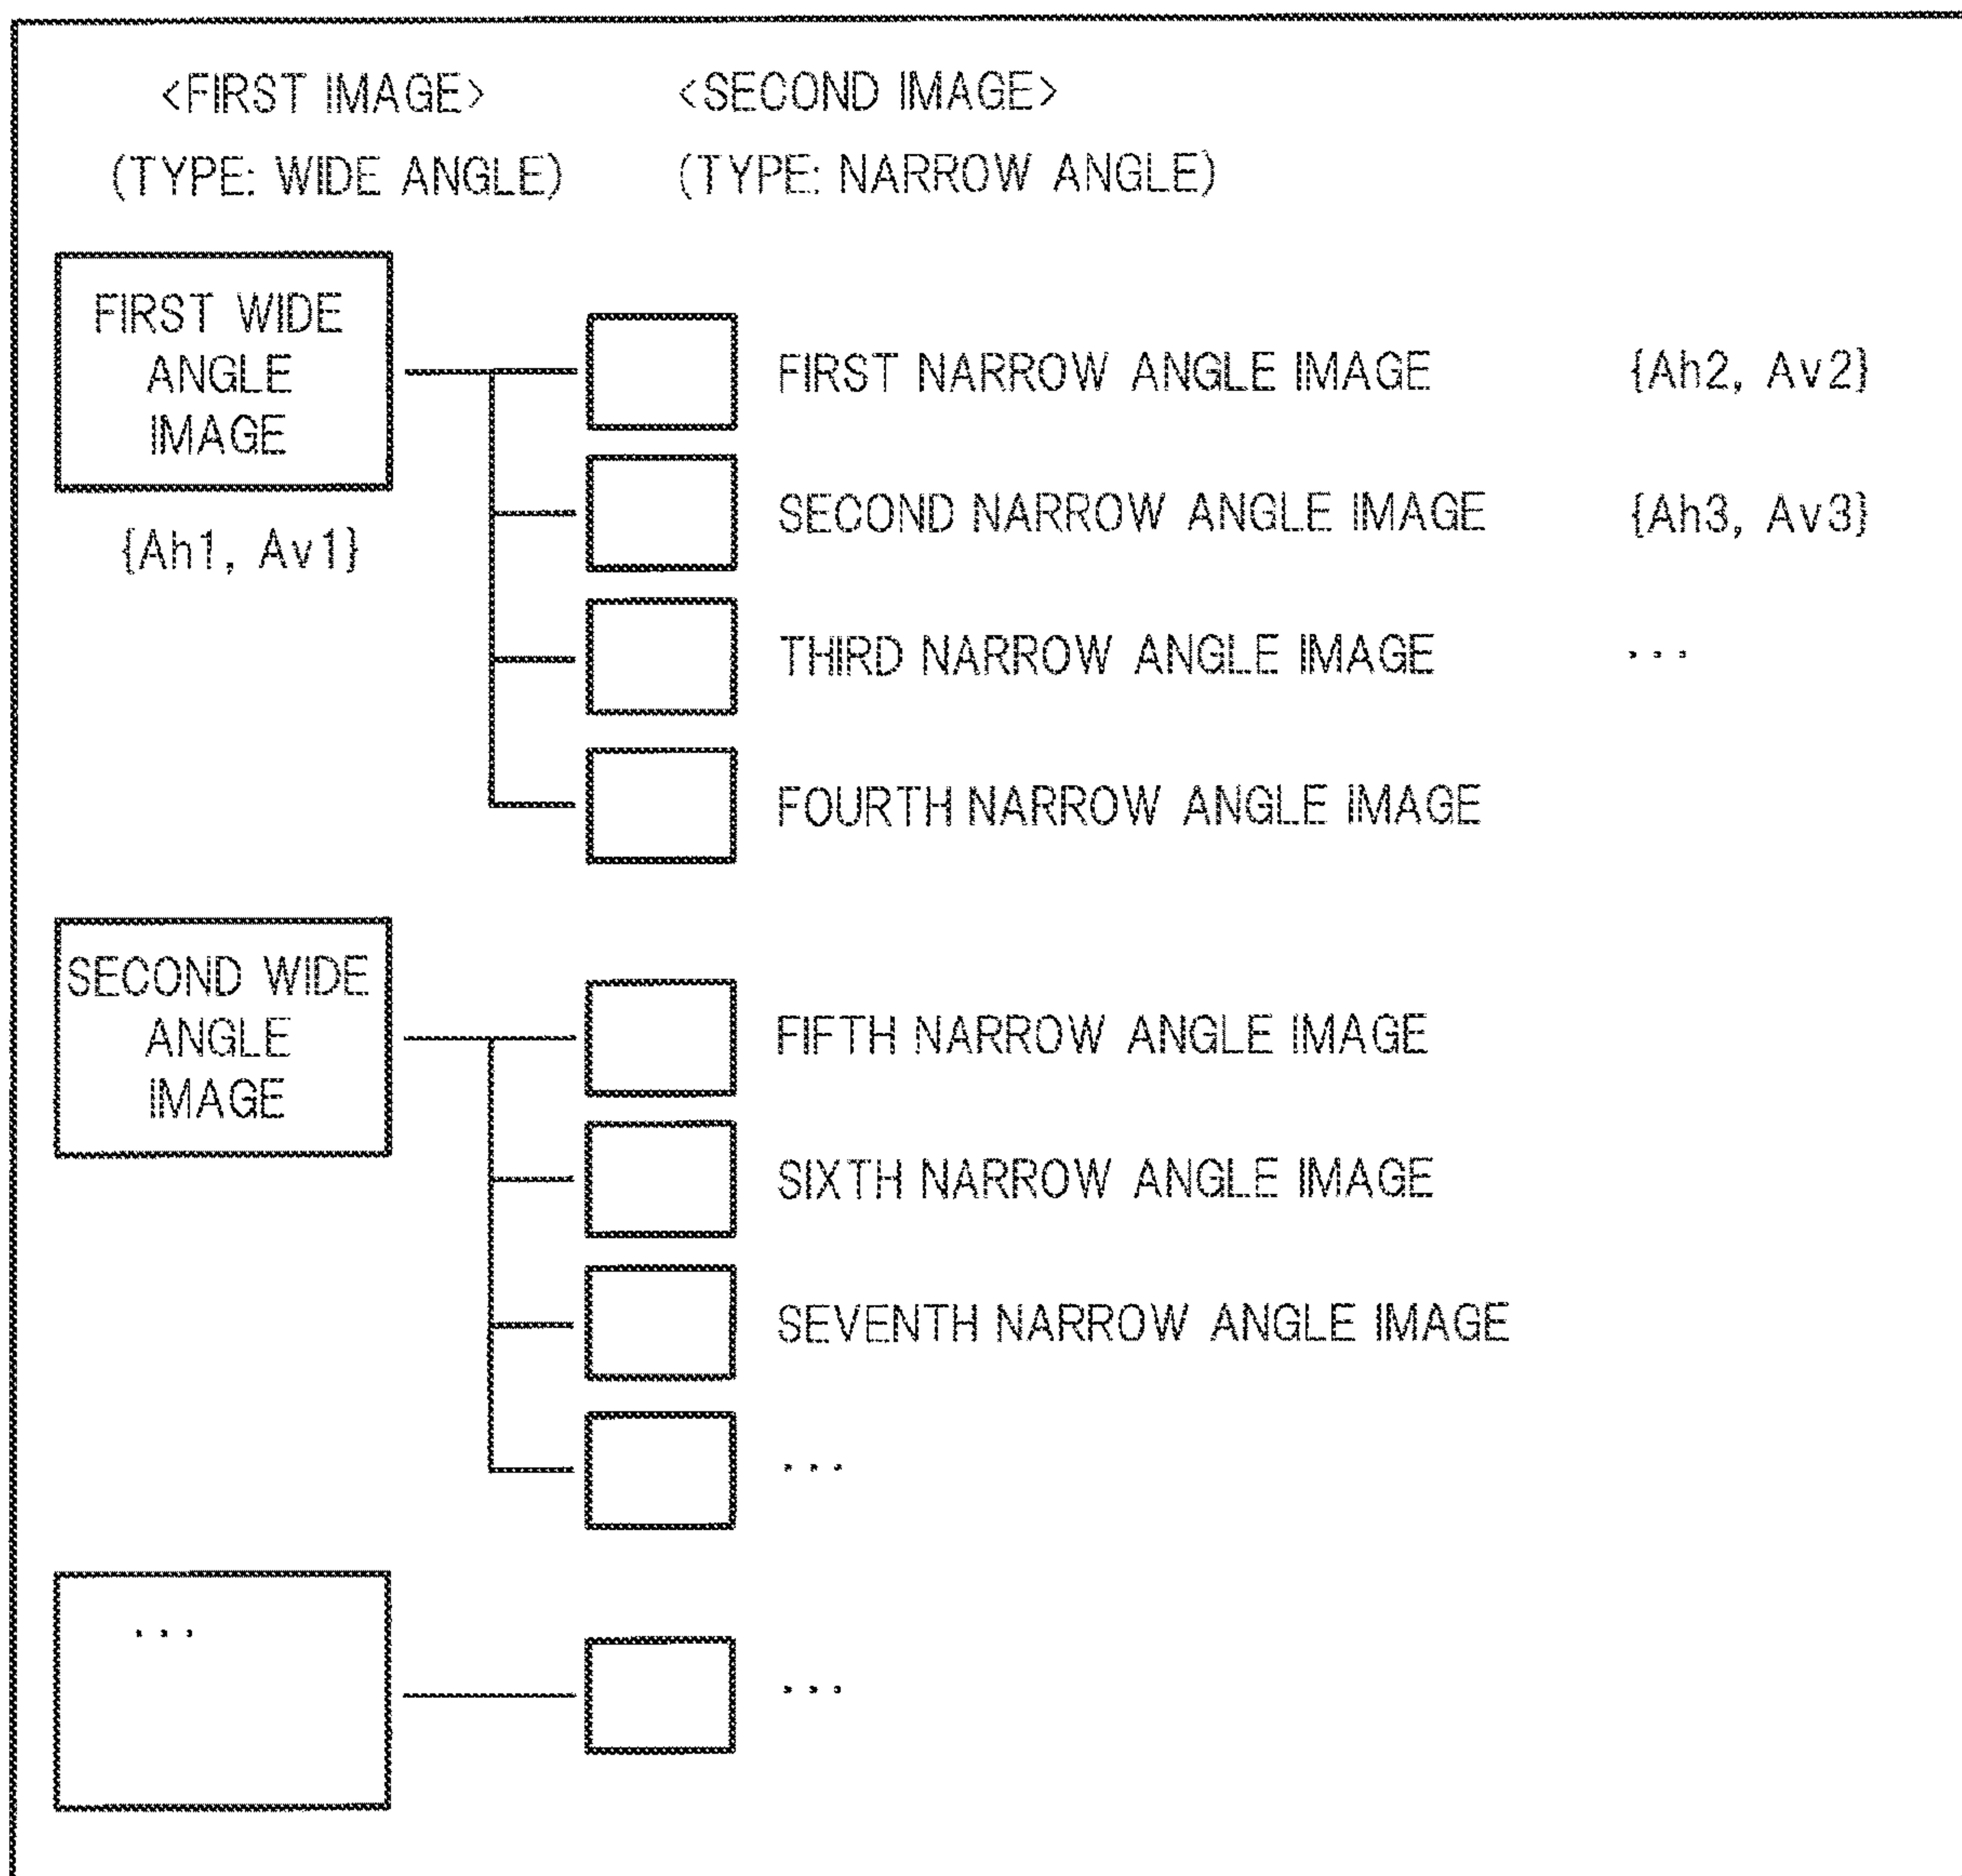 <FIRST IMAGE> <SECOND IMAGE>
(TYPE: WIDE ANGLE) (TYPE: NARROW ANGLE)
FIRST WIDE
ANGLE
IMAGE
{Ah1, Av1}
FIRST NARROW ANGLE IMAGE {Ah2, Av2}
SECOND NARROW ANGLE IMAGE {Ah3, Av3}
THIRD NARROW ANGLE IMAGE ...
FOURTH NARROW ANGLE IMAGE
SECOND WIDE
ANGLE
IMAGE
FIFTH NARROW ANGLE IMAGE
SIXTH NARROW ANGLE IMAGE
SEVENTH NARROW ANGLE IMAGE
...
...
...